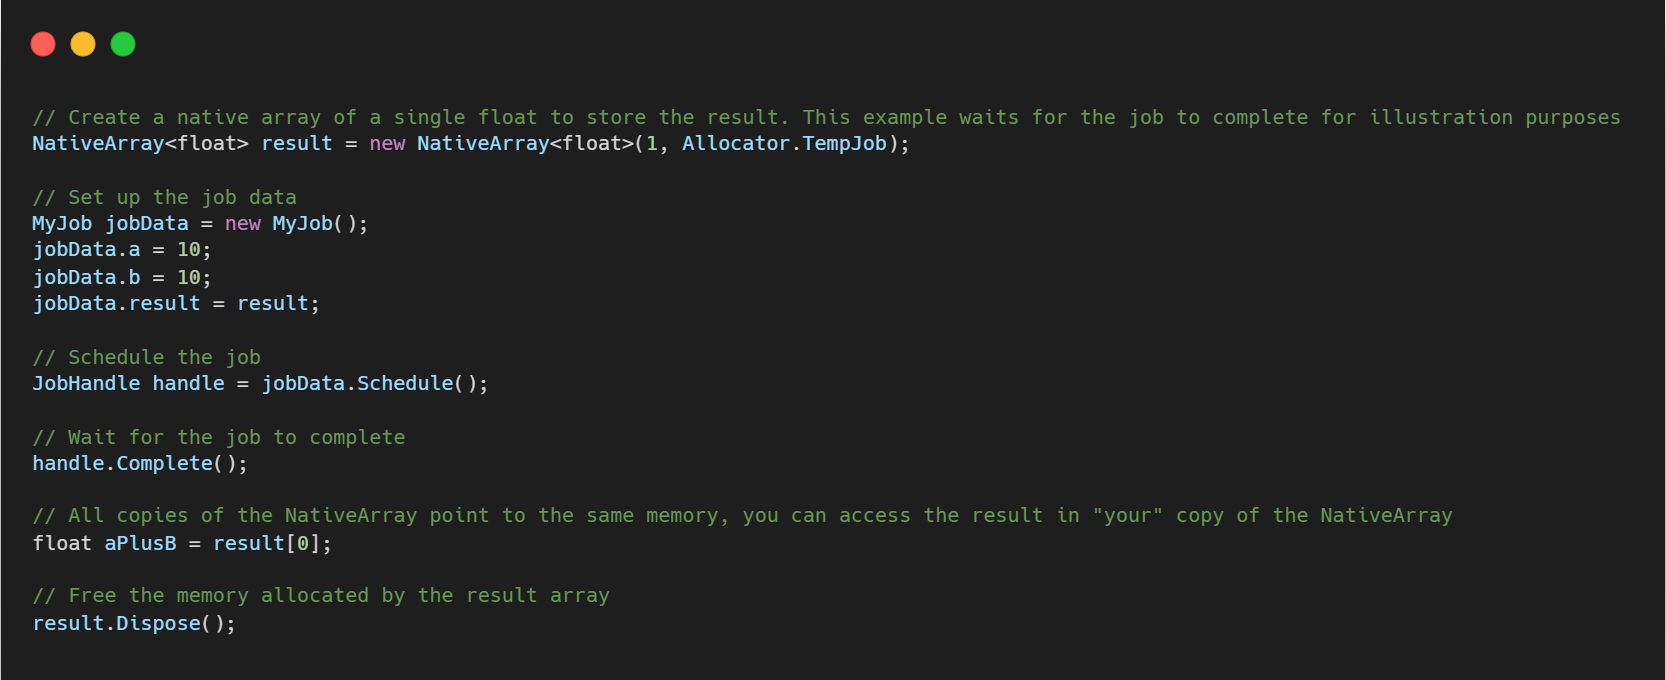 // Create a native array of a single float to store the result. This example waits for the job to complete for illustration purposes
NativeArray<float> result = new NativeArray<float>(1, Allocator.TempJob);
// Set up the job data
MyJob jobData = new MyJob();
jobData.a = 10;
jobData.b = 10;
jobData.result = result;
// Schedule the job
JobHandle handle = jobData.Schedule();
// Wait for the job to complete
handle.Complete();
// All copies of the NativeArray point to the same memory, you can access the result in "your" copy of the NativeArray
float aPlusB = result[0];
// Free the memory allocated by the result array
result.Dispose();